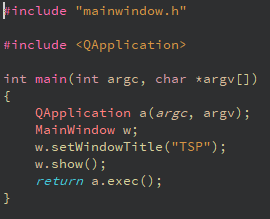 #include "mainwindow.h"
#include <QApplication>
int main(int argc, char *argv[])
{
    QApplication a(argc, argv);
    MainWindow w;
    w.setWindowTitle("TSP");
    w.show();
    return a.exec();
}